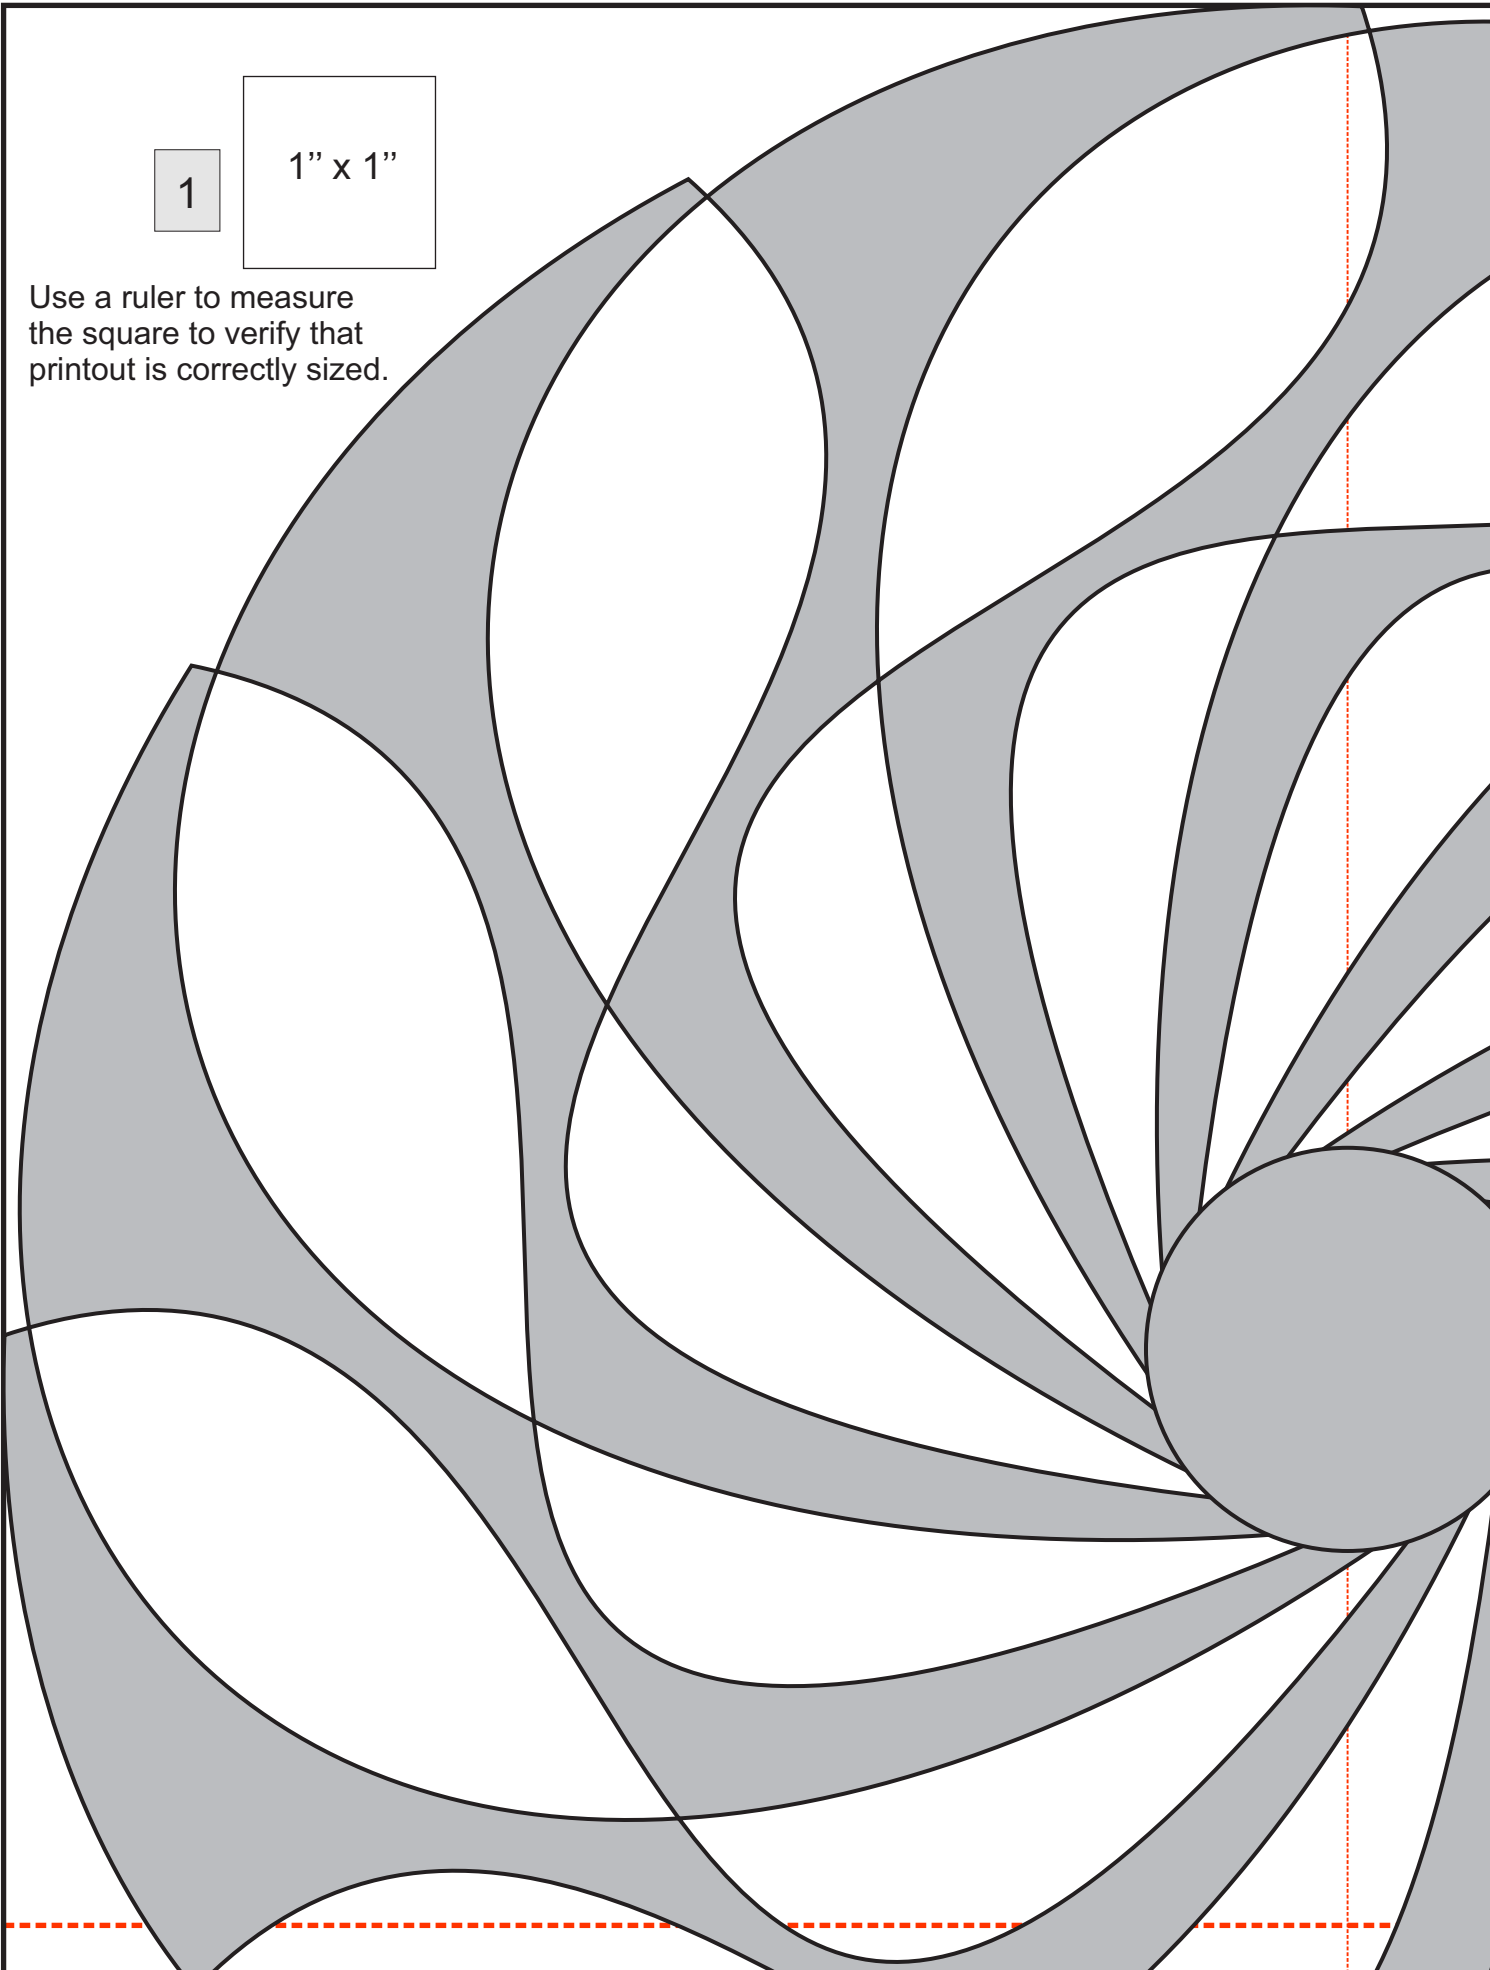 1’’ x 1’’
1
Use a ruler to measure
the square to verify that
printout is correctly sized.